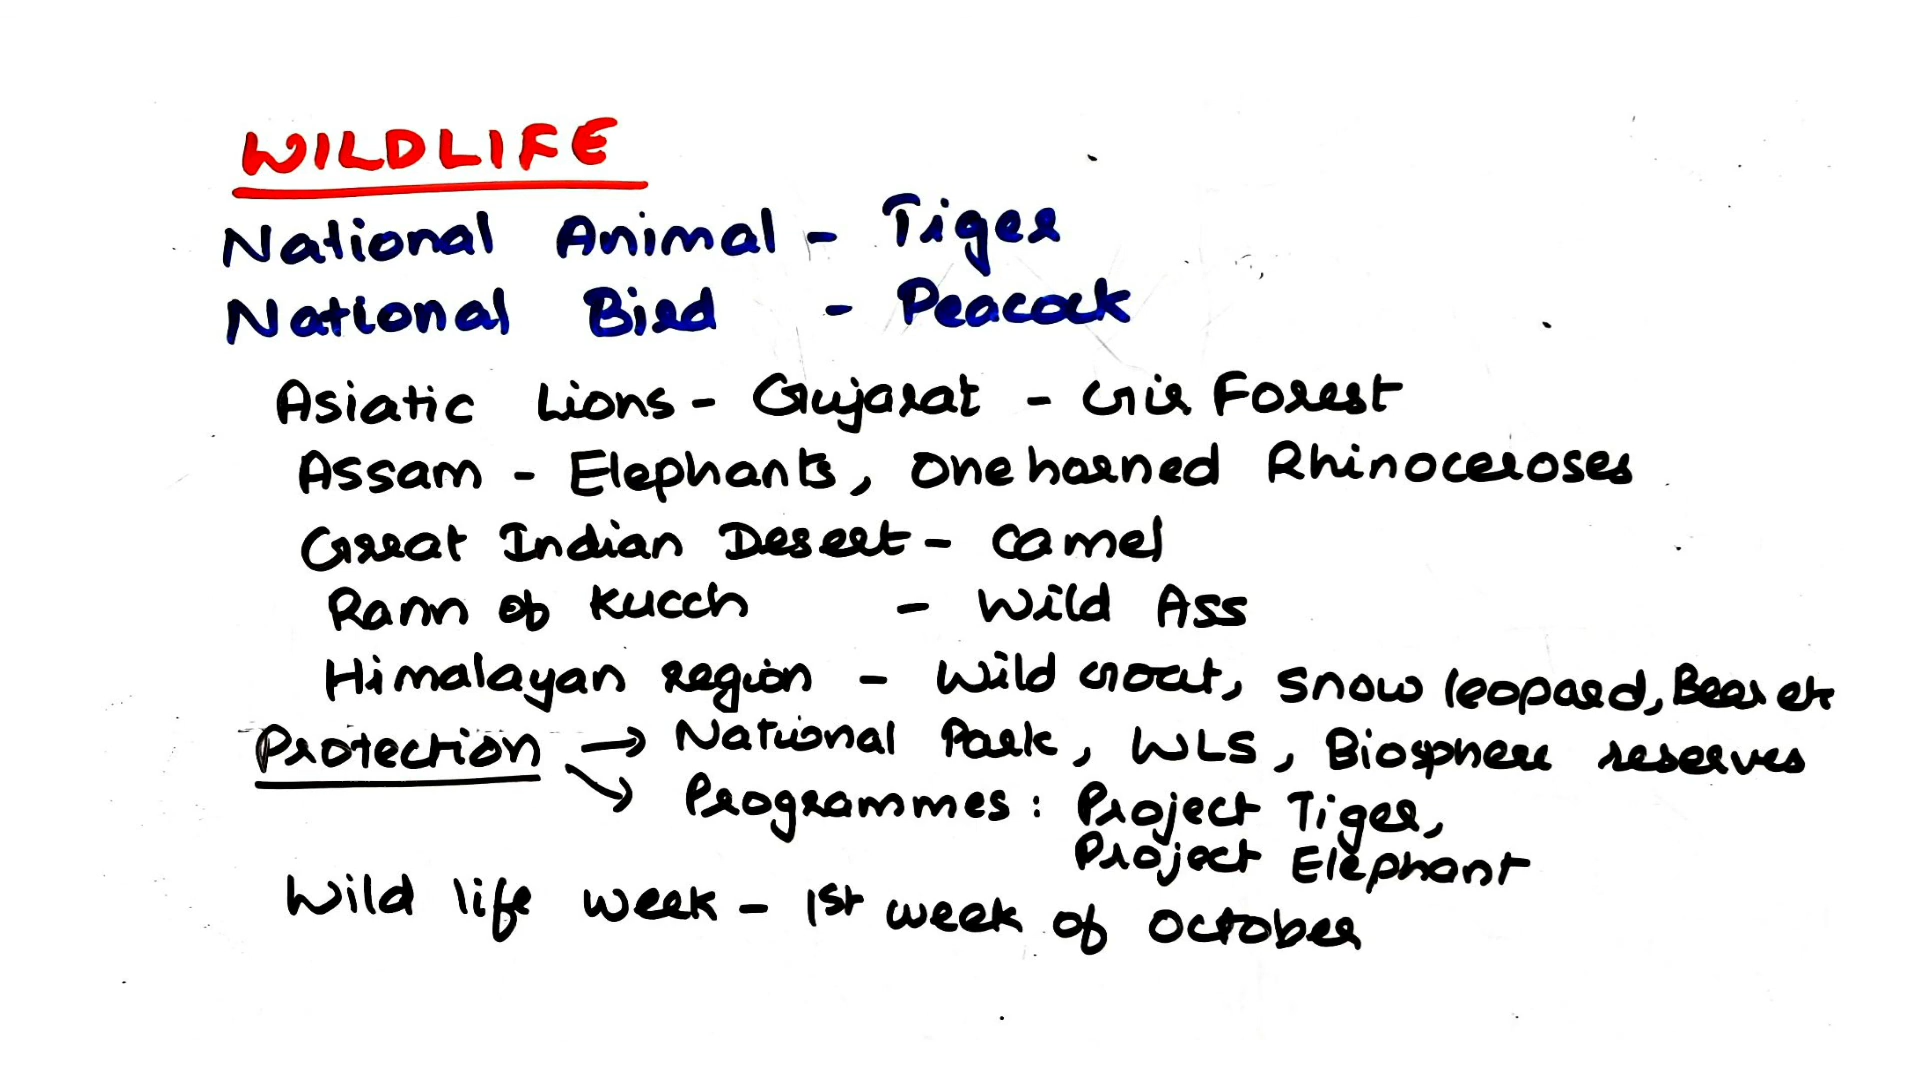 WILDLIFE
National Animal - Tiger
National Bird - Peacock
Asiatic Lions - Gujarat - Gir Forest
Assam - Elephants, One horned Rhinoceroses
Great Indian Desert - Camel
Rann of Kucch - Wild Ass
Himalayan region - Wild Goat, Snow leopard, Bear etc
Protection → National Park, WLS, Biosphere reserves
→ Programmes: Project Tiger,
Project Elephant
Wild life week - 1st week of October